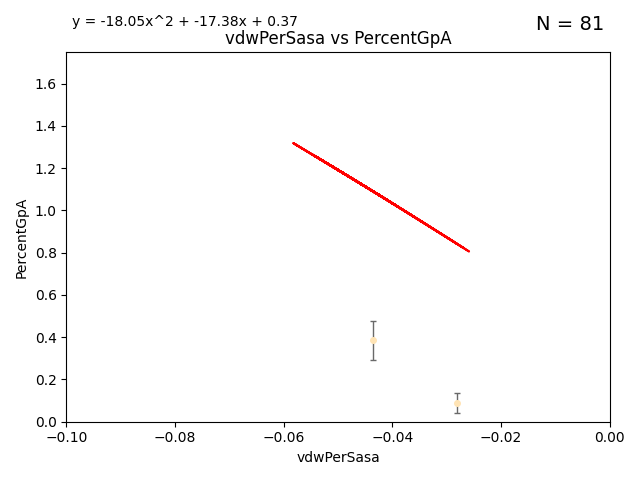 y = -18.05x^2 + -17.38x + 0.37
N = 81
vdwPerSasa vs PercentGpA
1.6
1.4
1.2
1.0
0.8
0.6
0.4
0.2
0.0
PercentGpA
−0.10 −0.08 −0.06 −0.04 −0.02 0.00
vdwPerSasa